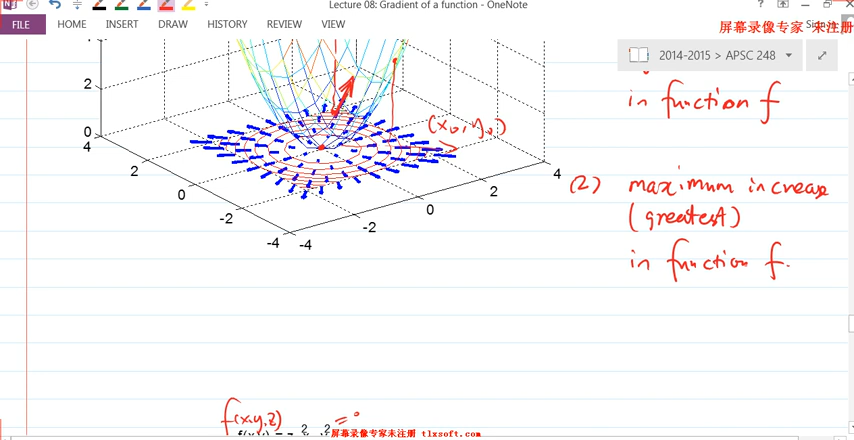 Lecture 08: Gradient of a function - OneNote
屏幕录像专家 未注册
FILE HOME INSERT DRAW HISTORY REVIEW VIEW
2014-2015 > APSC 248
in function f
(2) maximum increase
(greatest)
in function f.
(x₀, y₀)
2
0
4
2
0
-2
-4
-4
-2
0
2
4
f(x,y,z) =
屏幕录像专家未注册 tlxsoft.com